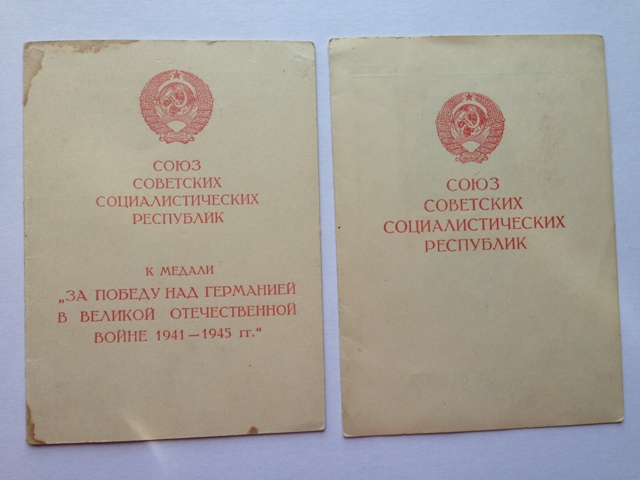 СОЮЗ
СОВЕТСКИХ
СОЦИАЛИСТИЧЕСКИХ
РЕСПУБЛИК
К МЕДАЛИ
„ЗА ПОБЕДУ НАД ГЕРМАНИЕЙ
В ВЕЛИКОЙ ОТЕЧЕСТВЕННОЙ
ВОЙНЕ 1941—1945 гг.“
СОЮЗ
СОВЕТСКИХ
СОЦИАЛИСТИЧЕСКИХ
РЕСПУБЛИК